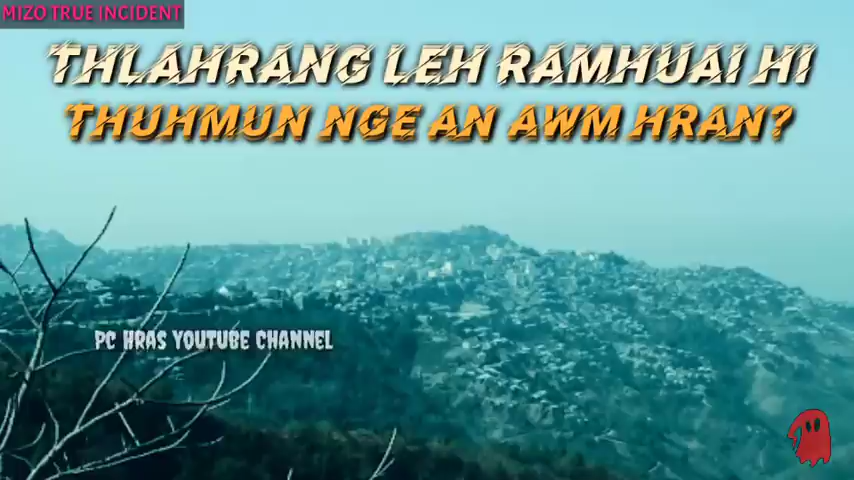 MIZO TRUE INCIDENT
THLAHRANG LEH RAMHUAI HI
THUHMUN NGE AN AWM HRAN?
PC HRAS YOUTUBE CHANNEL